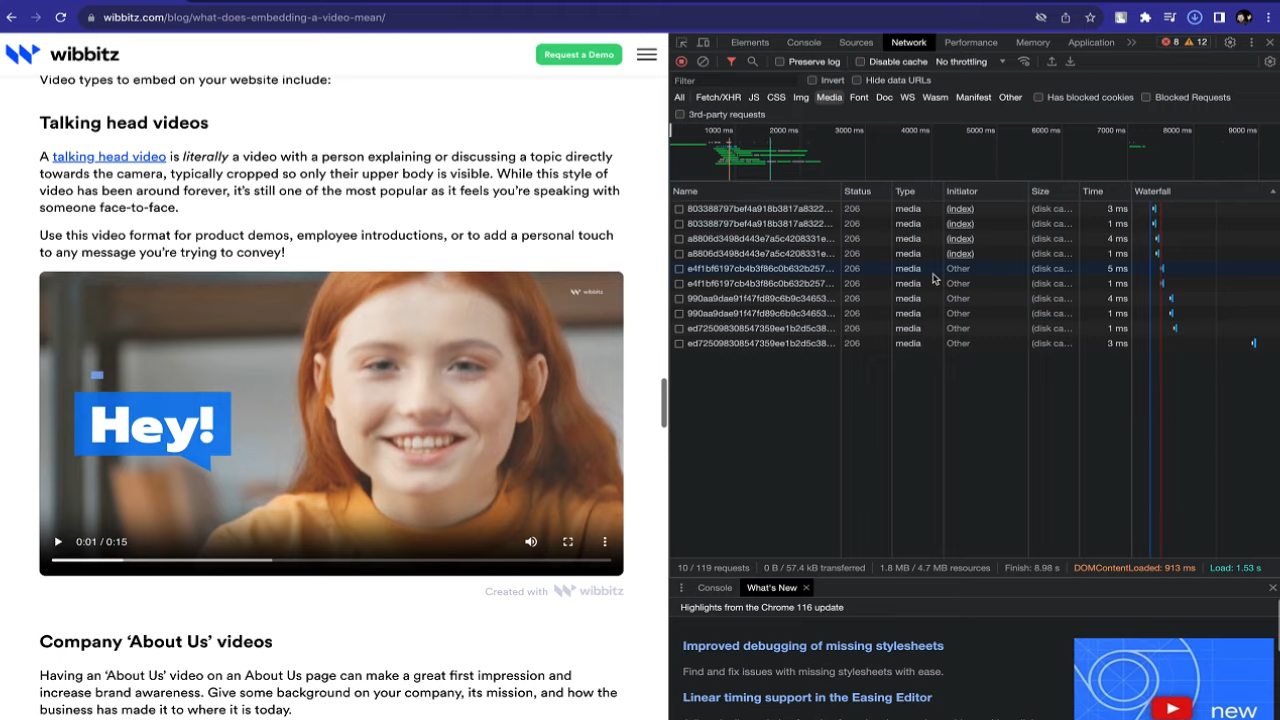 wibbitz.com/blog/what-does-embedding-a-video-mean/
wibbitz
Request a Demo
Video types to embed on your website include:
Talking head videos
A talking head video is literally a video with a person explaining or discussing a topic directly
towards the camera, typically cropped so only their upper body is visible. While this style of
video has been around forever, it's still one of the most popular as it feels you're speaking with
someone face-to-face.
Use this video format for product demos, employee introductions, or to add a personal touch
to any message you're trying to convey!
wibbitz
Hey!
0:01 / 0:15
Created with wibbitz
Company 'About Us' videos
Having an 'About Us' video on an About Us page can make a great first impression and
increase brand awareness. Give some background on your company, its mission, and how the
business has made it to where it is today.
Elements Console Sources Network Performance Memory Application 8 12
Preserve log Disable cache No throttling
Filter Invert Hide data URLs
All Fetch/XHR JS CSS Img Media Font Doc WS Wasm Manifest Other Has blocked cookies Blocked Requests
3rd-party requests
1000 ms 2000 ms 3000 ms 4000 ms 5000 ms 6000 ms 7000 ms 8000 ms 9000 ms
Name Status Type Initiator Size Time Waterfall
803388797bef4a918b3817a8322... 206 media (index) (disk ca... 3 ms
803388797bef4a918b3817a8322... 206 media (index) (disk ca... 1 ms
a8806d3498d443e7a5c4208331e... 206 media (index) (disk ca... 4 ms
a8806d3498d443e7a5c4208331e... 206 media (index) (disk ca... 1 ms
e4f1bf6197cb4b3f86c0b632b257... 206 media Other (disk ca... 5 ms
e4f1bf6197cb4b3f86c0b632b257... 206 media Other (disk ca... 1 ms
990aa9dae91f47fd89c6b9c34653... 206 media Other (disk ca... 4 ms
990aa9dae91f47fd89c6b9c34653... 206 media Other (disk ca... 1 ms
ed725098308547359ee1b2d5c38... 206 media Other (disk ca... 1 ms
ed725098308547359ee1b2d5c38... 206 media Other (disk ca... 3 ms
10 / 119 requests 0 B / 57.4 kB transferred 1.8 MB / 4.7 MB resources Finish: 8.98 s DOMContentLoaded: 913 ms Load: 1.53 s
Console What's New
Highlights from the Chrome 116 update
Improved debugging of missing stylesheets
Find and fix issues with missing stylesheets with ease.
Linear timing support in the Easing Editor
new